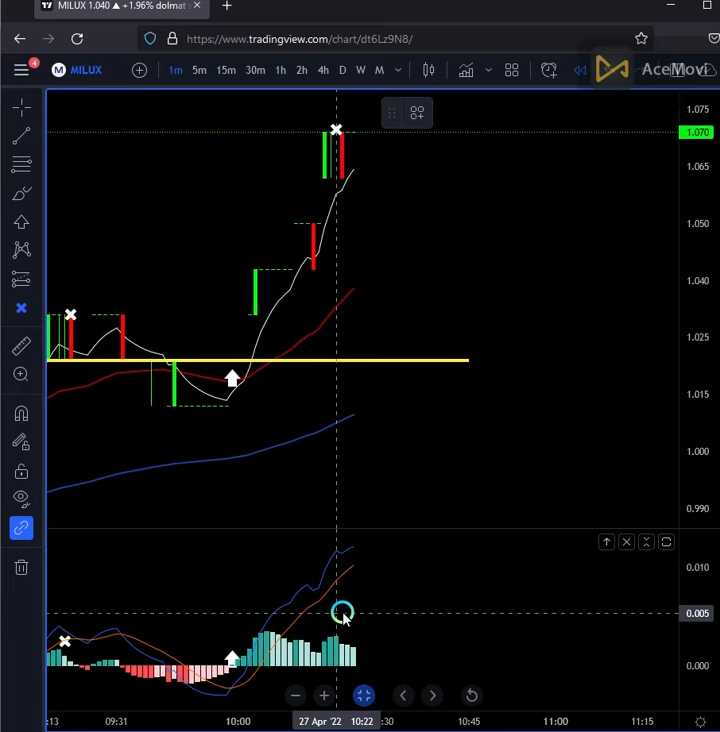 MILUX 1.040 ▲ +1.96% dolmat
https://www.tradingview.com/chart/dt6Lz9N8/
4
M MILUX 1m 5m 15m 30m 1h 2h 4h D W M
AceMovi
1.075
1.070
1.065
1.050
1.040
1.025
1.015
1.000
0.990
0.010
0.005
0.000
:13 09:31 10:00 27 Apr '22 10:22 :30 10:45 11:00 11:15